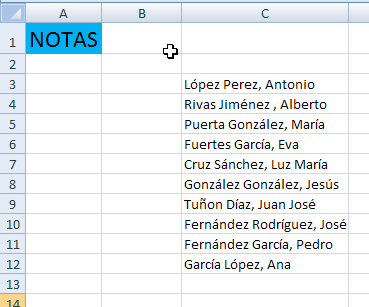 A B C
1 NOTAS
2
3 López Perez, Antonio
4 Rivas Jiménez , Alberto
5 Puerta González, María
6 Fuertes García, Eva
7 Cruz Sánchez, Luz María
8 González González, Jesús
9 Tuñon Díaz, Juan José
10 Fernández Rodríguez, José
11 Fernández García, Pedro
12 García López, Ana
13
14